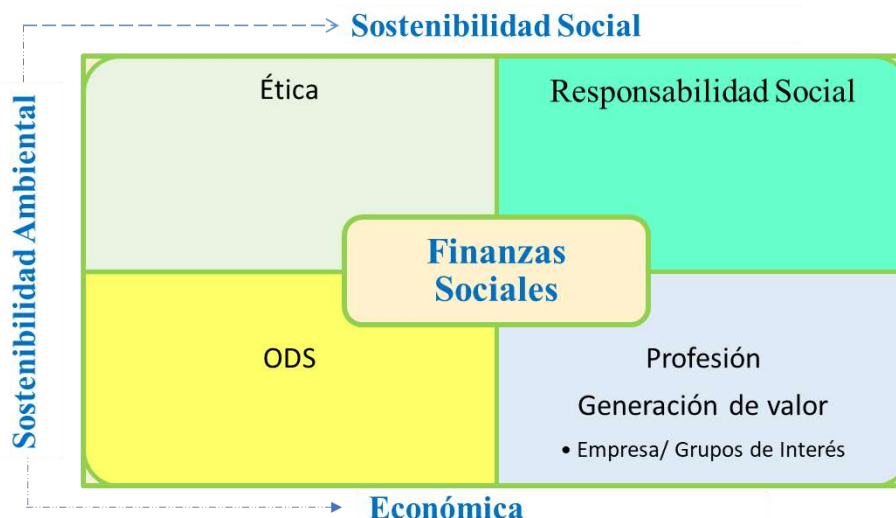 Sostenibilidad Social
Sostenibilidad Ambiental
Ética
Responsabilidad Social
Finanzas
Sociales
ODS
Profesión
Generación de valor
• Empresa/ Grupos de Interés
Económica